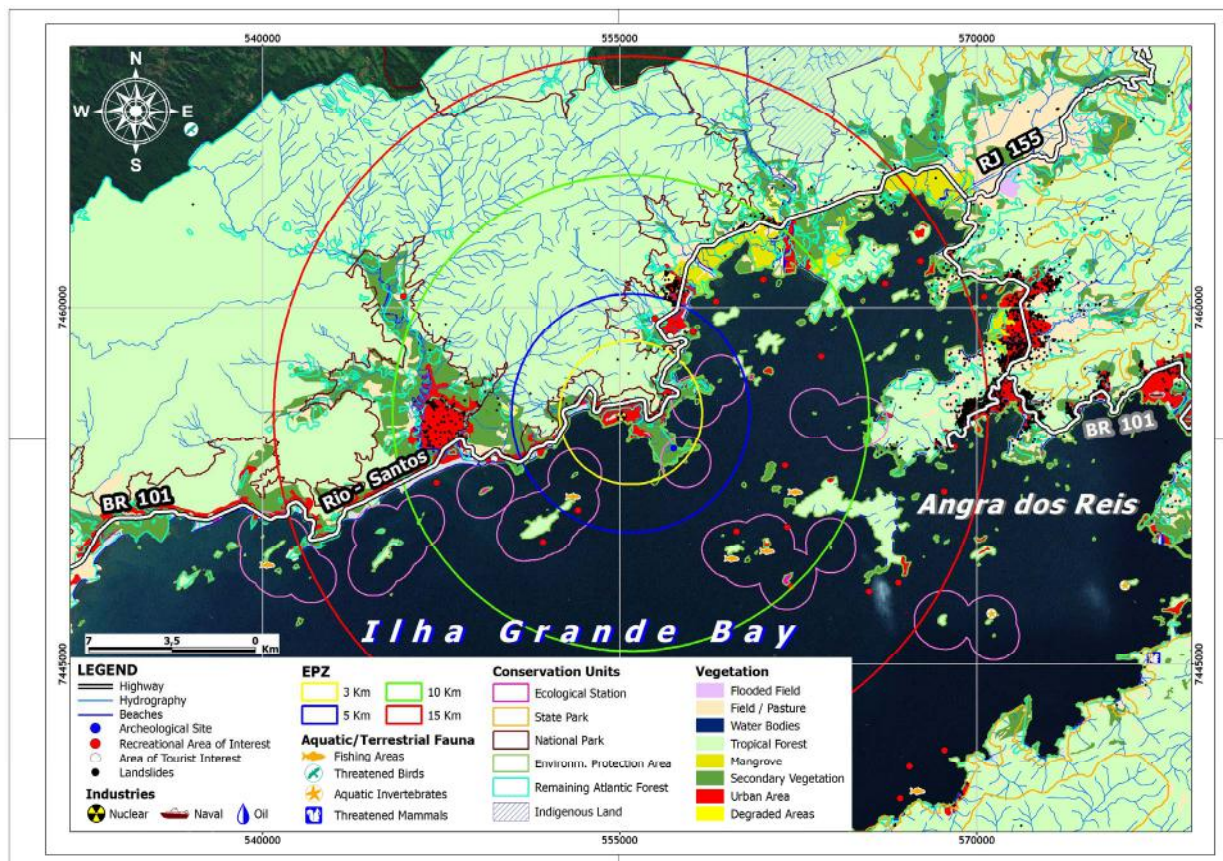 540000
555000
570000
N
W
E
S
RJ 155
7460000
7460000
BR 101
Rio - Santos
BR 101
Angra dos Reis
Ilha Grande Bay
7
3,5
0
Km
7445000
7445000
LEGEND
Highway
Hydrography
Beaches
Archeological Site
Recreational Area of Interest
Area of Tourist Interest
Landslides
Industries
Nuclear
Naval
Oil
EPZ
3 Km
10 Km
5 Km
15 Km
Aquatic/Terrestrial Fauna
Fishing Areas
Threatened Birds
Aquatic Invertebrates
Threatened Mammals
Conservation Units
Ecological Station
State Park
National Park
Environm. Protection Area
Remaining Atlantic Forest
Indigenous Land
Vegetation
Flooded Field
Field / Pasture
Water Bodies
Tropical Forest
Mangrove
Secondary Vegetation
Urban Area
Degraded Areas
540000
555000
570000